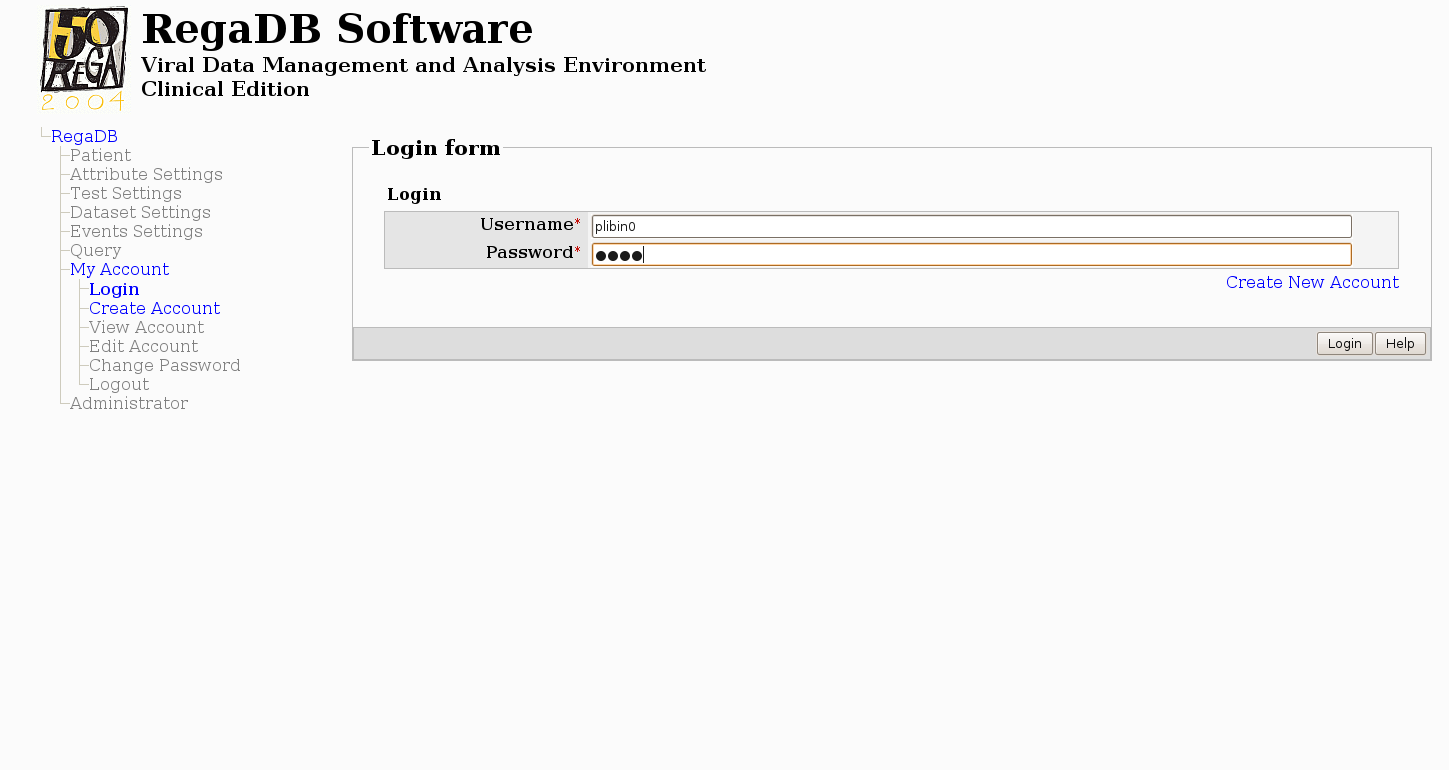 50
REGA
2004
RegaDB Software
Viral Data Management and Analysis Environment
Clinical Edition
RegaDB
Patient
Attribute Settings
Test Settings
Dataset Settings
Events Settings
Query
My Account
Login
Create Account
View Account
Edit Account
Change Password
Logout
Administrator
Login form
Login
Username* plibin0
Password* ●●●●
Create New Account
Login Help